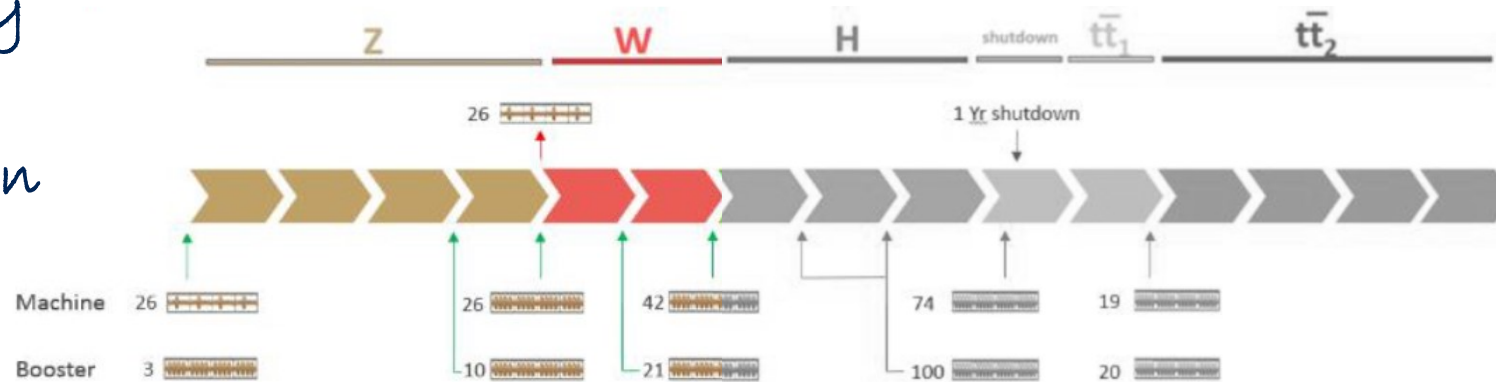 y
Z W H shutdown tt̄₁ tt̄₂
26 1 Yr shutdown
n
Machine 26 26 42 74 19
Booster 3 10 21 100 20